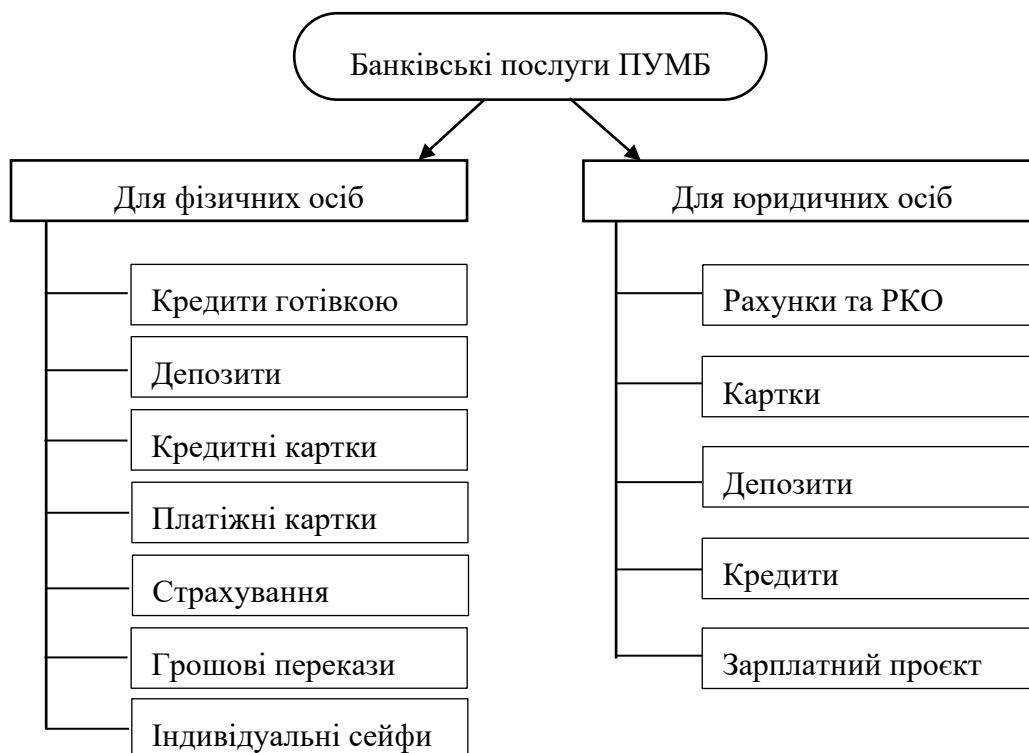 Банківські послуги ПУМБ
Для фізичних осіб
Кредити готівкою
Депозити
Кредитні картки
Платіжні картки
Страхування
Грошові перекази
Індивідуальні сейфи
Для юридичних осіб
Рахунки та РКО
Картки
Депозити
Кредити
Зарплатний проєкт